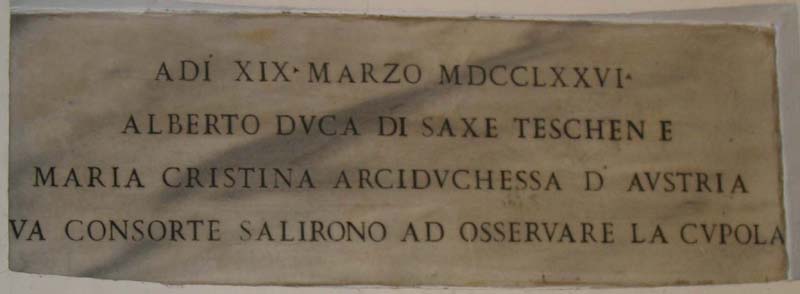 ADÍ XIX · MARZO MDCCLXXVI ·
ALBERTO DVCA DI SAXE TESCHEN E
MARIA CRISTINA ARCIDVCHESSA D' AVSTRIA
VA CONSORTE SALIRONO AD OSSERVARE LA CVPOLA